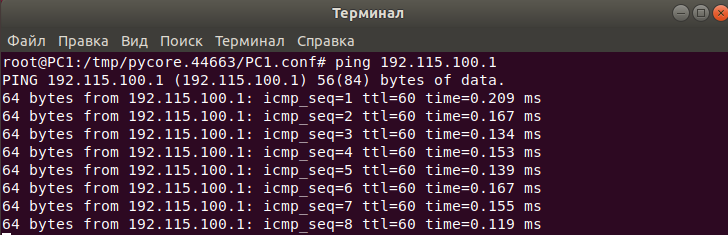 Терминал
Файл Правка Вид Поиск Терминал Справка
root@PC1:/tmp/pycore.44663/PC1.conf# ping 192.115.100.1
PING 192.115.100.1 (192.115.100.1) 56(84) bytes of data.
64 bytes from 192.115.100.1: icmp_seq=1 ttl=60 time=0.209 ms
64 bytes from 192.115.100.1: icmp_seq=2 ttl=60 time=0.167 ms
64 bytes from 192.115.100.1: icmp_seq=3 ttl=60 time=0.134 ms
64 bytes from 192.115.100.1: icmp_seq=4 ttl=60 time=0.153 ms
64 bytes from 192.115.100.1: icmp_seq=5 ttl=60 time=0.139 ms
64 bytes from 192.115.100.1: icmp_seq=6 ttl=60 time=0.167 ms
64 bytes from 192.115.100.1: icmp_seq=7 ttl=60 time=0.155 ms
64 bytes from 192.115.100.1: icmp_seq=8 ttl=60 time=0.119 ms